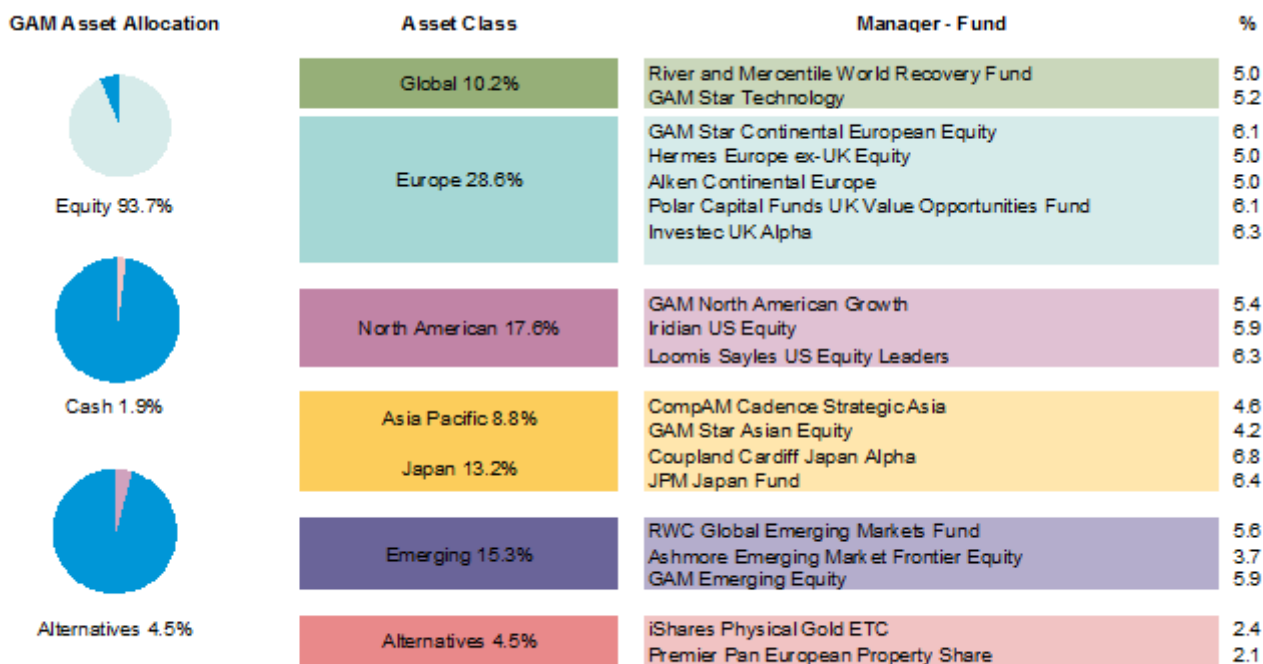 GAM Asset Allocation Asset Class Manager - Fund %
Global 10.2%
River and Mercentile World Recovery Fund 5.0
GAM Star Technology 5.2
Equity 93.7%
Europe 28.6%
GAM Star Continental European Equity 6.1
Hermes Europe ex-UK Equity 5.0
Alken Continental Europe 5.0
Polar Capital Funds UK Value Opportunities Fund 6.1
Investec UK Alpha 6.3
Cash 1.9%
North American 17.6%
GAM North American Growth 5.4
Iridian US Equity 5.9
Loomis Sayles US Equity Leaders 6.3
Asia Pacific 8.8%
Japan 13.2%
CompAM Cadence Strategic Asia 4.6
GAM Star Asian Equity 4.2
Coupland Cardiff Japan Alpha 6.8
JPM Japan Fund 6.4
Emerging 15.3%
RWC Global Emerging Markets Fund 5.6
Ashmore Emerging Market Frontier Equity 3.7
GAM Emerging Equity 5.9
Alternatives 4.5%
Alternatives 4.5%
iShares Physical Gold ETC 2.4
Premier Pan European Property Share 2.1